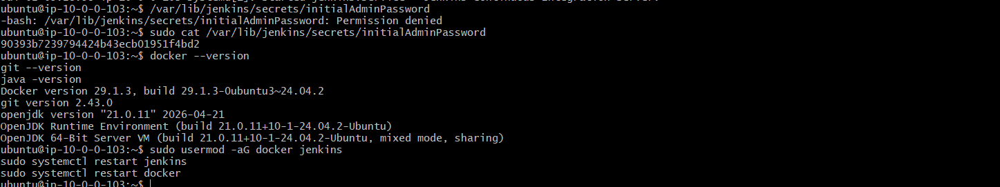 ubuntu@ip-10-0-0-103:~$ /var/lib/jenkins/secrets/initialAdminPassword
-bash: /var/lib/jenkins/secrets/initialAdminPassword: Permission denied
ubuntu@ip-10-0-0-103:~$ sudo cat /var/lib/jenkins/secrets/initialAdminPassword
90393b7239794424b43ecb01951f4bd2
ubuntu@ip-10-0-0-103:~$ docker --version
git --version
java -version
Docker version 29.1.3, build 29.1.3-0ubuntu3~24.04.2
git version 2.43.0
openjdk version "21.0.11" 2026-04-21
OpenJDK Runtime Environment (build 21.0.11+10-1-24.04.2-Ubuntu)
OpenJDK 64-Bit Server VM (build 21.0.11+10-1-24.04.2-Ubuntu, mixed mode, sharing)
ubuntu@ip-10-0-0-103:~$ sudo usermod -aG docker jenkins
sudo systemctl restart jenkins
sudo systemctl restart docker
ubuntu@ip-10-0-0-103:~$